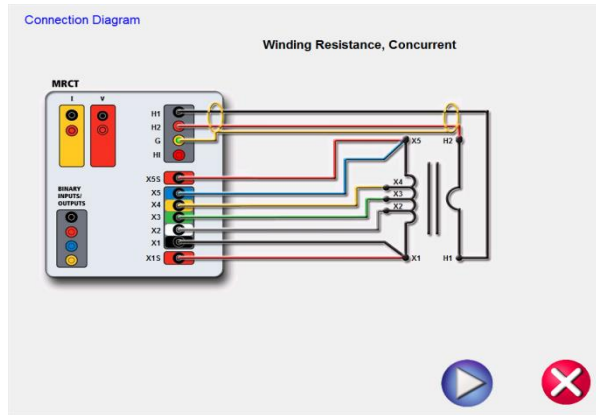 Connection Diagram
Winding Resistance, Concurrent
MRCT
I V
H1
H2
G
HI
X5S
X5
X4
X3
X2
X1
X1S
BINARY
INPUTS/
OUTPUTS
X5
H2
X4
X3
X2
X1
H1